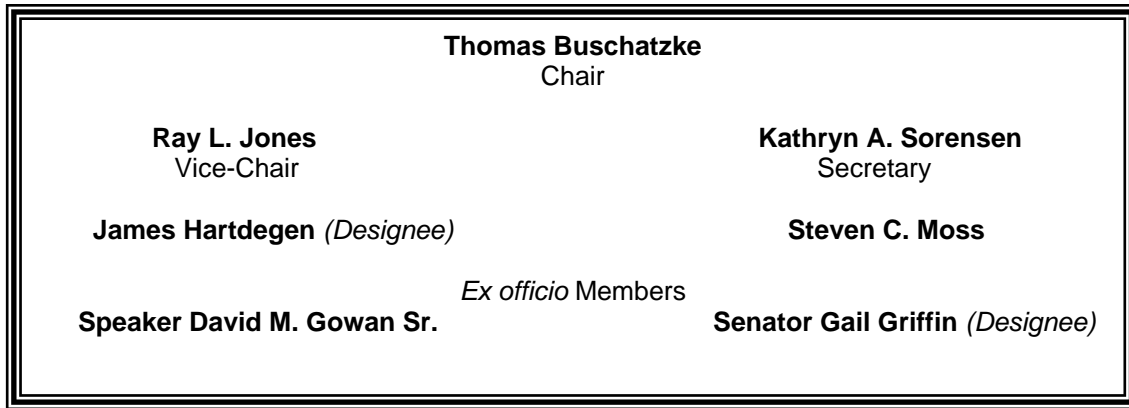 Thomas Buschatzke
Chair
Ray L. Jones Kathryn A. Sorensen
Vice-Chair Secretary
James Hartdegen (Designee) Steven C. Moss
Ex officio Members
Speaker David M. Gowan Sr. Senator Gail Griffin (Designee)